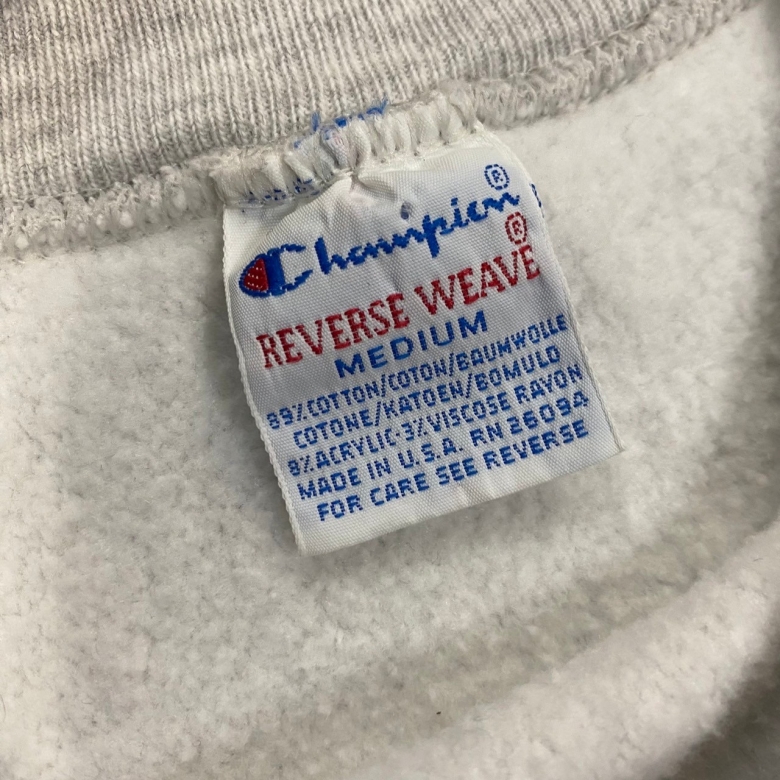 Champion®
REVERSE WEAVE®
MEDIUM
89%COTTON/COTON/BAUMWOLLE
COTONE/KATOEN/BOMULD
8%ACRYLIC-3%VISCOSE RAYON
MADE IN U.S.A. RN 26094
FOR CARE SEE REVERSE